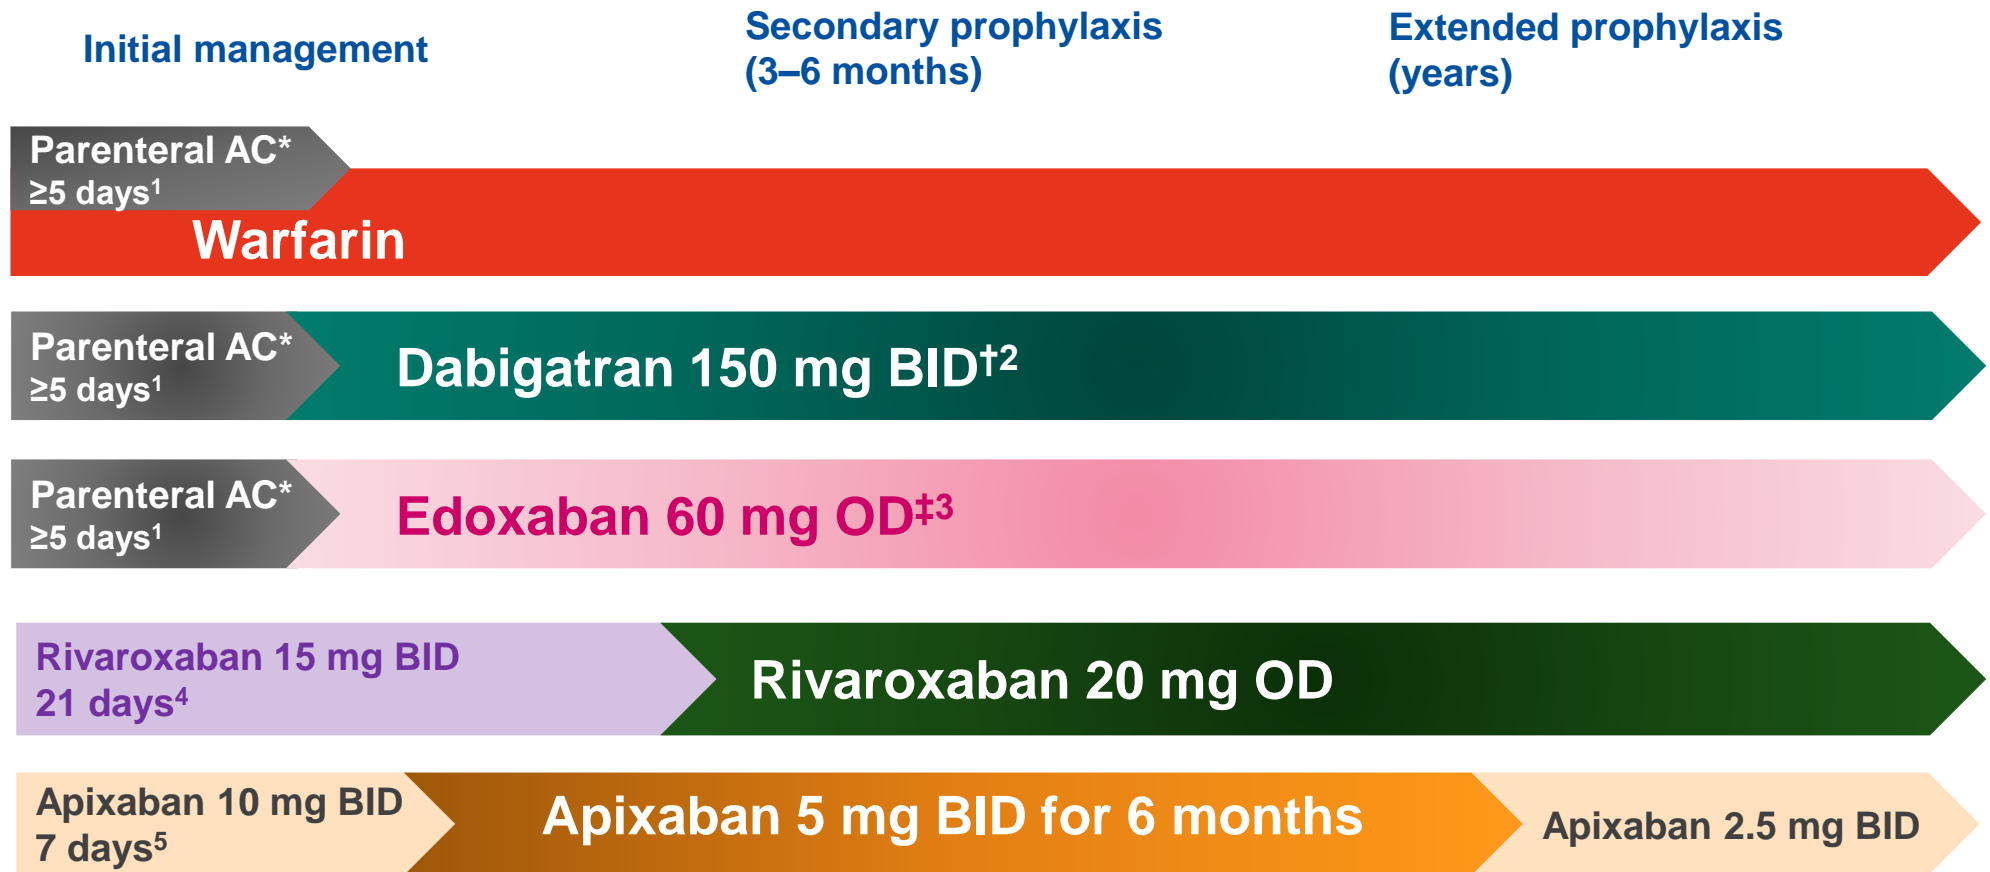 Initial management
Secondary prophylaxis
(3–6 months)
Extended prophylaxis
(years)
Parenteral AC*
≥5 days¹
Warfarin
Parenteral AC*
≥5 days¹
Dabigatran 150 mg BID†²
Parenteral AC*
≥5 days¹
Edoxaban 60 mg OD‡³
Rivaroxaban 15 mg BID
21 days⁴
Rivaroxaban 20 mg OD
Apixaban 10 mg BID
7 days⁵
Apixaban 5 mg BID for 6 months
Apixaban 2.5 mg BID